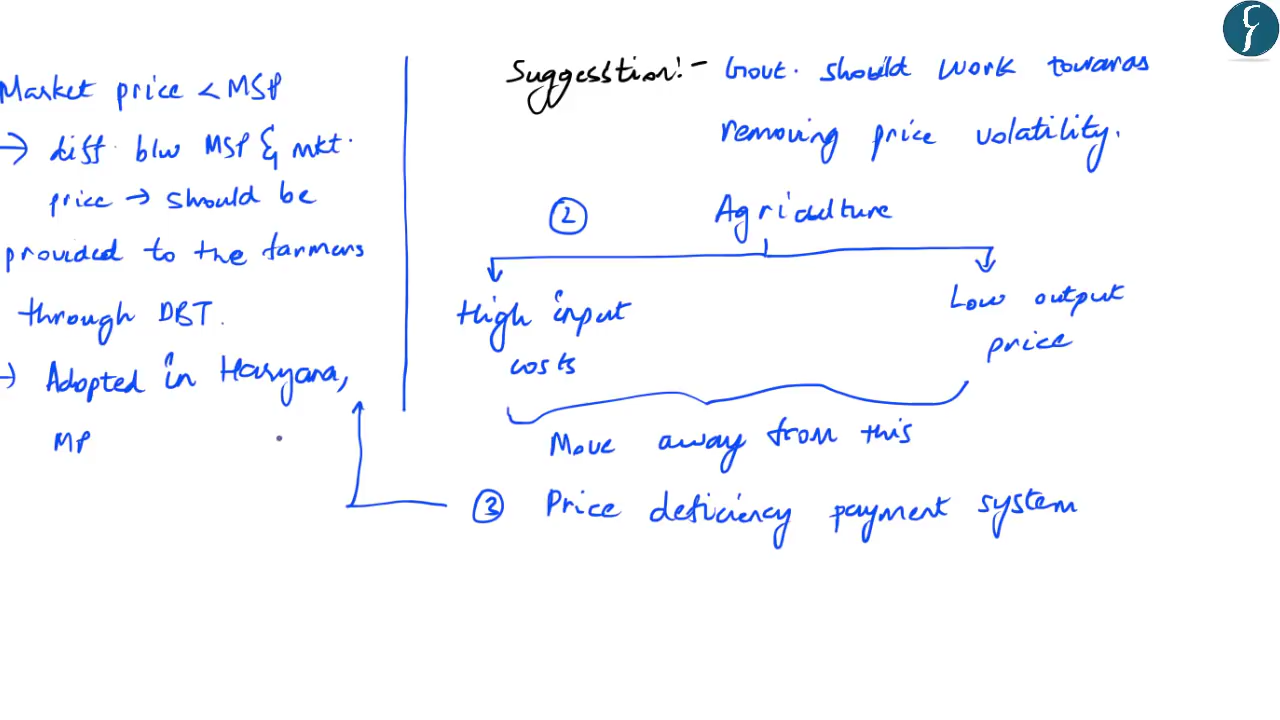 Market price < MSP
→ diff. b/w MSP & mkt.
price → should be
provided to the farmers
through DBT.
→ Adopted in Haryana,
MP
Suggesstion:- Govt. should work towards
removing price volatility.
② Agriculture
High input
costs
Low output
price
Move away from this
③ Price deficiency payment system